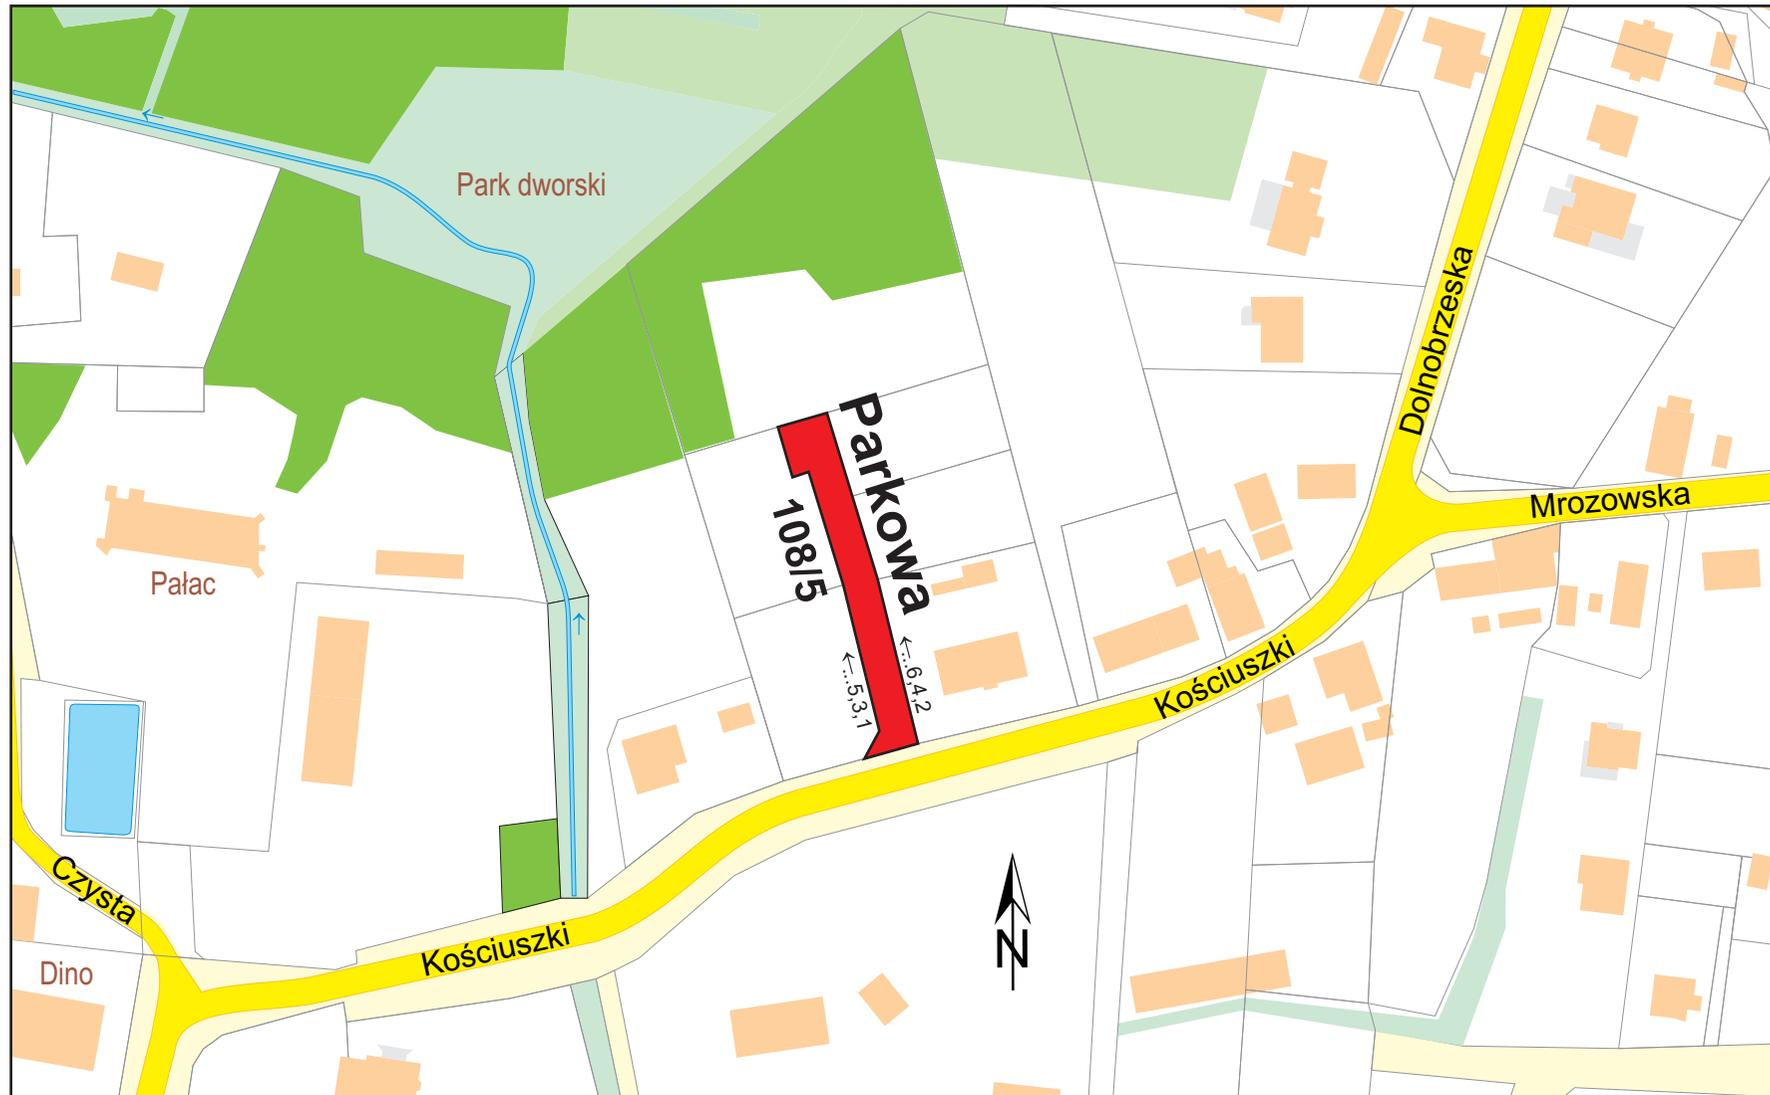 Park dworski
Dolnobrzeska
Parkowa
108/5
Mrozowska
Pałac
←...6,4,2
←...5,3,1
Kościuszki
Czysta
Kościuszki
N
Dino